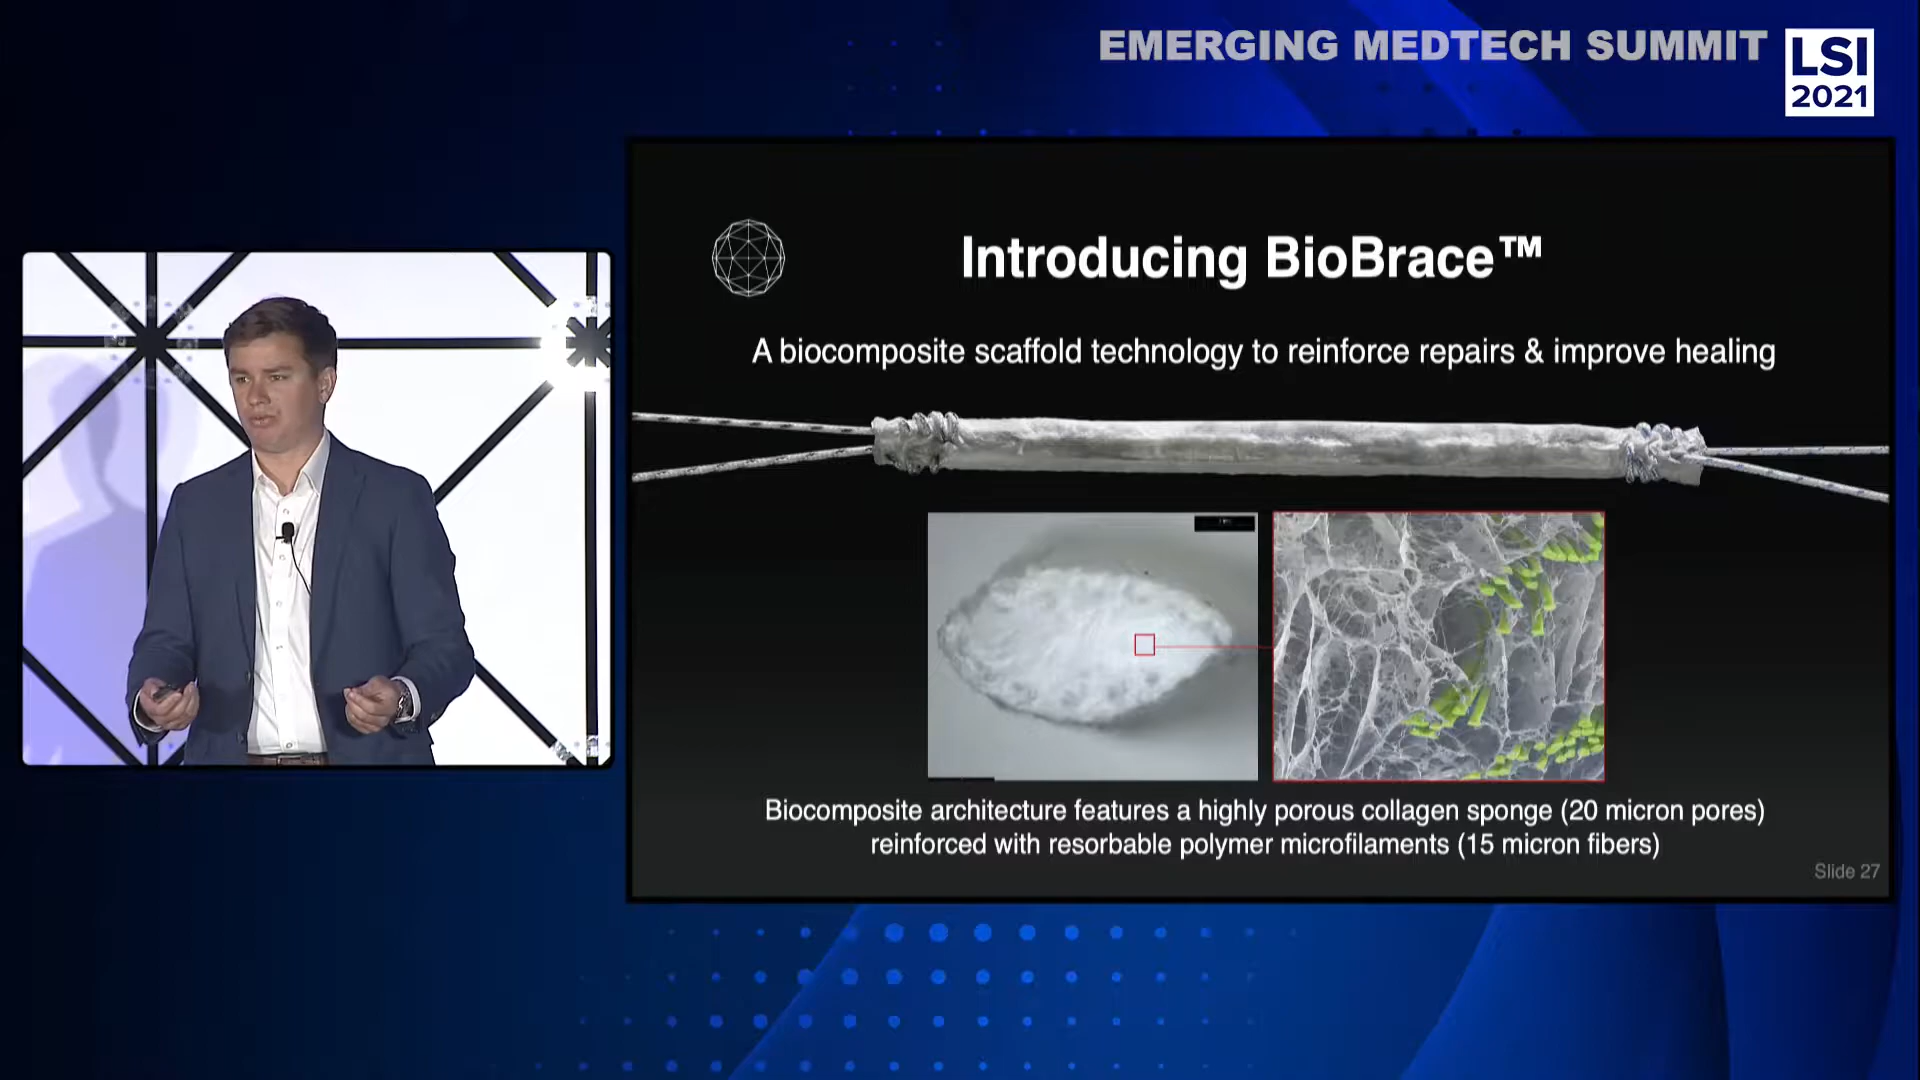 EMERGING MEDTECH SUMMIT
LSI
2021
Introducing BioBrace™
A biocomposite scaffold technology to reinforce repairs & improve healing
Biocomposite architecture features a highly porous collagen sponge (20 micron pores)
reinforced with resorbable polymer microfilaments (15 micron fibers)
Slide 27